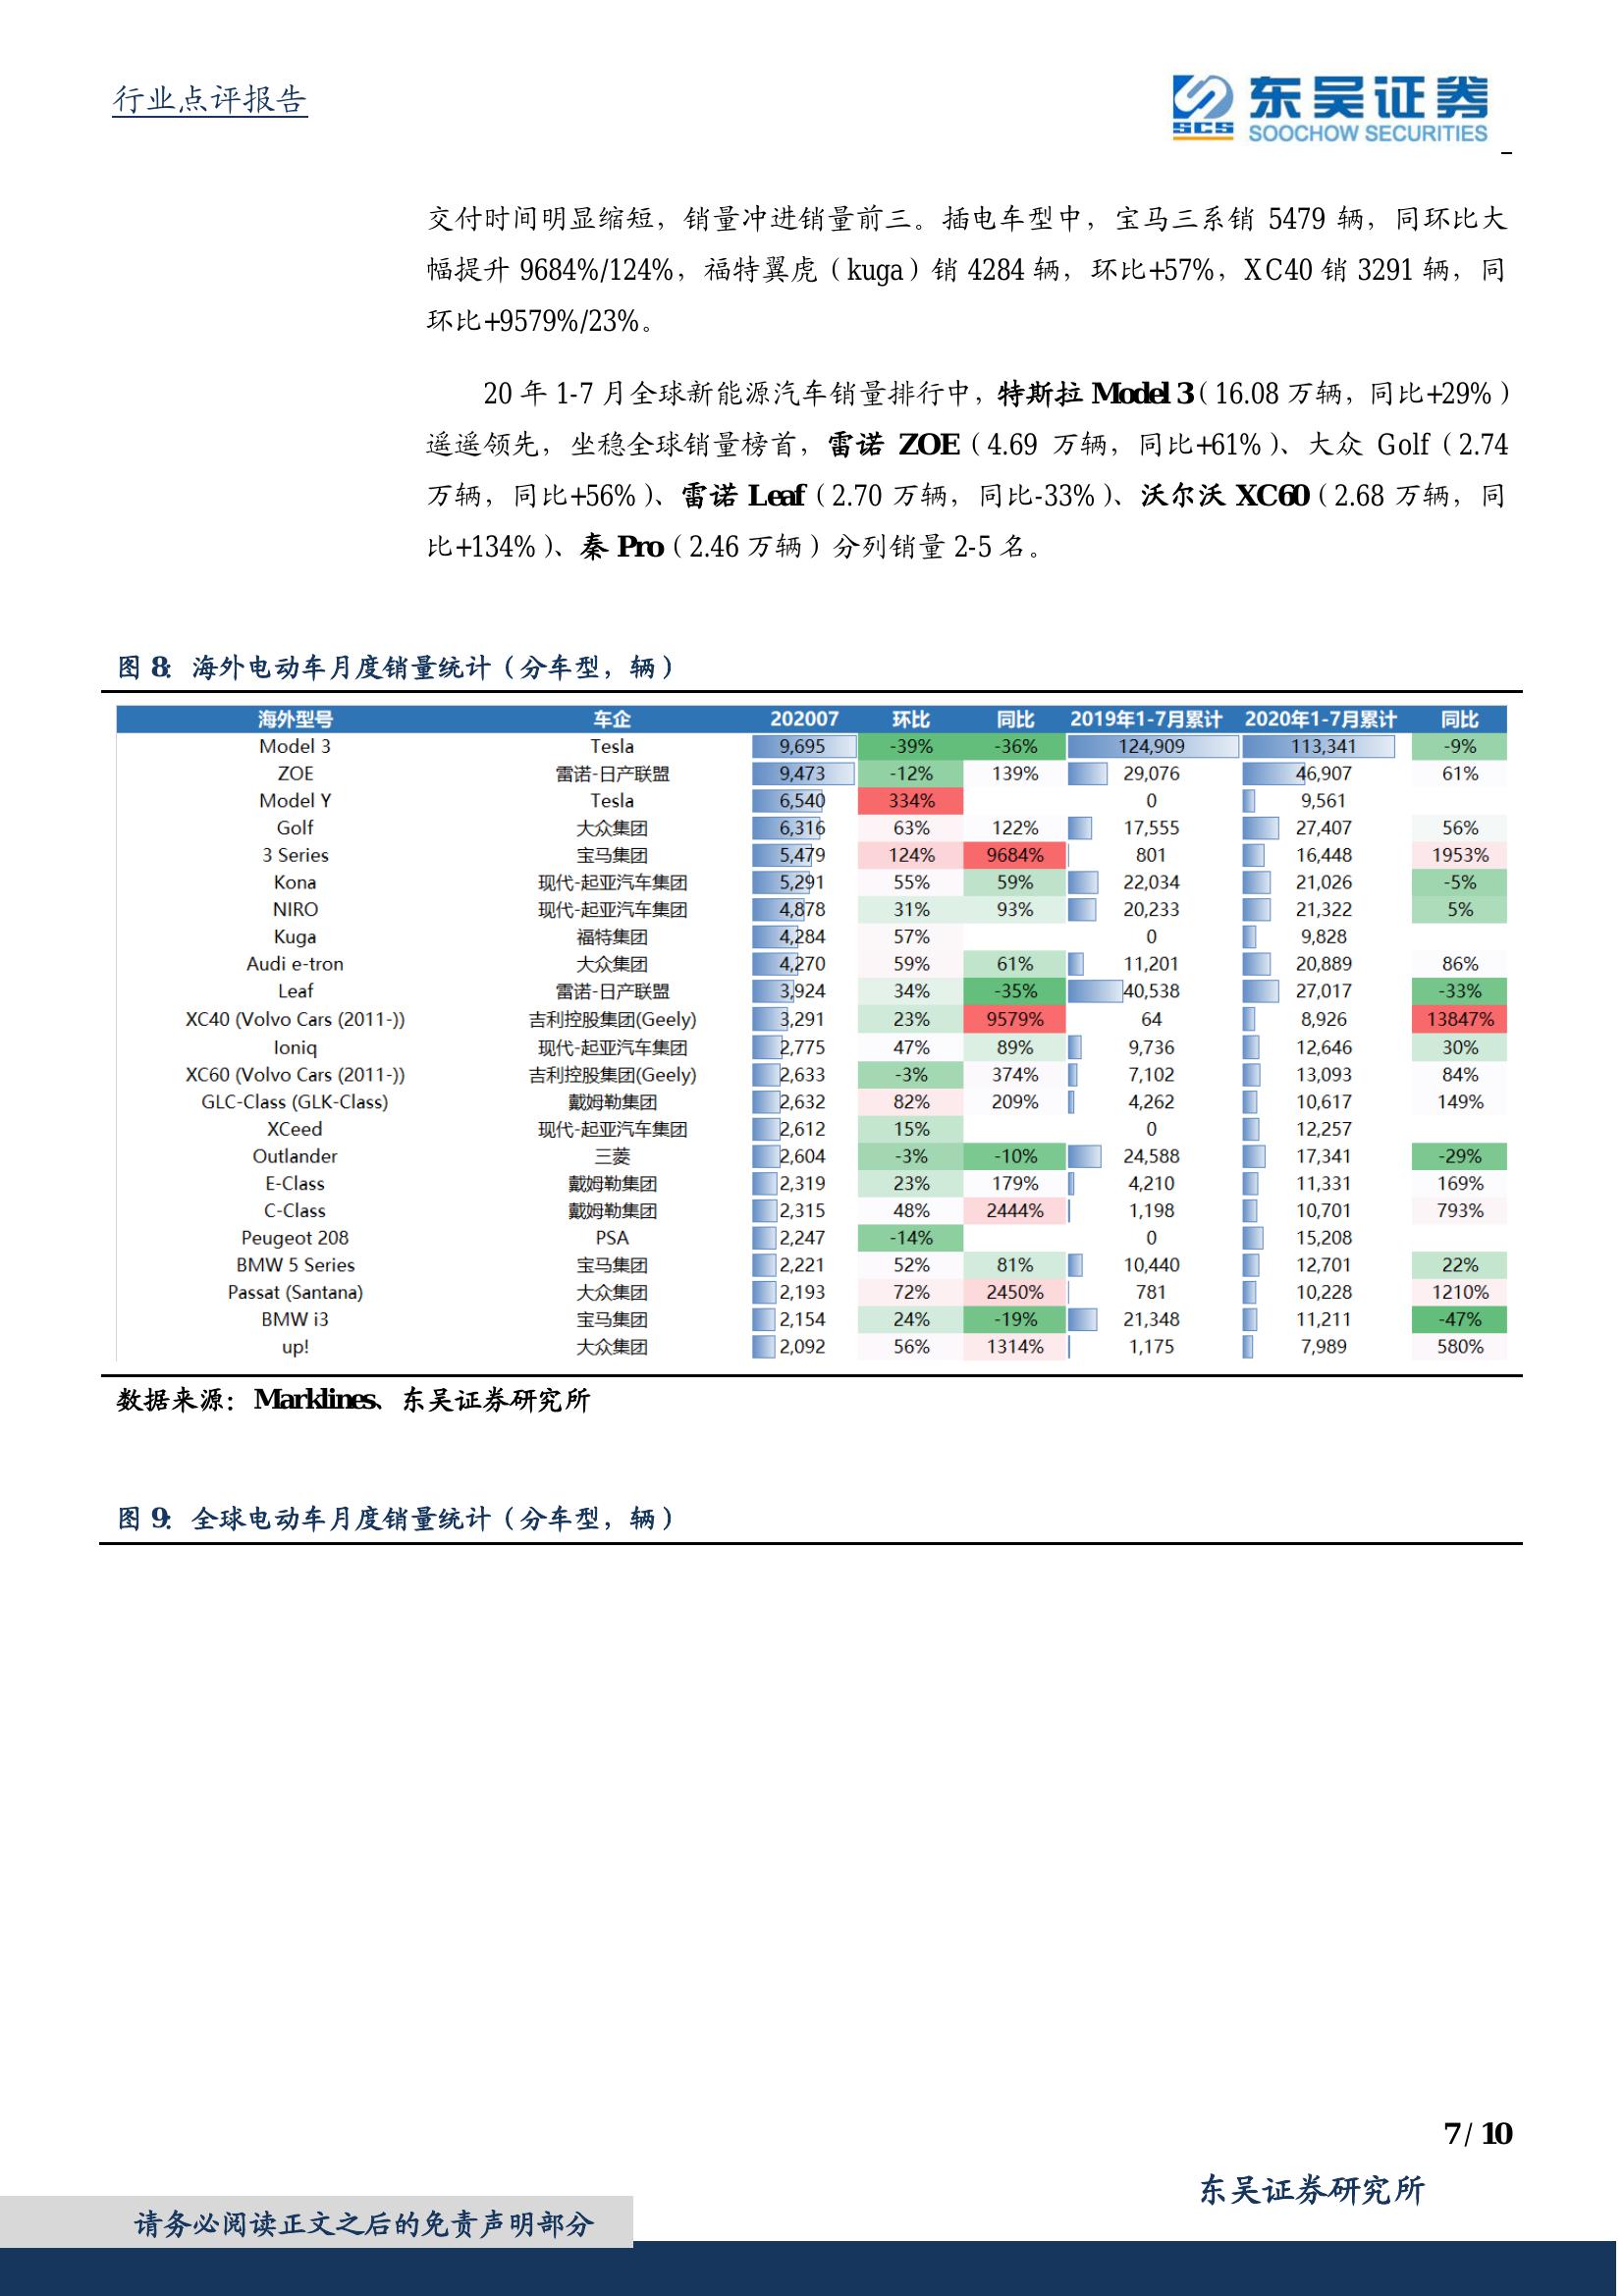 行业点评报告
SCS
东吴证券
SOOCHOW SECURITIES
交付时间明显缩短，销量冲进销量前三。插电车型中，宝马三系销 5479 辆，同环比大
幅提升 9684%/124%，福特翼虎（kuga）销 4284 辆，环比+57%，XC40 销 3291 辆，同
环比+9579%/23%。
20 年 1-7 月全球新能源汽车销量排行中，特斯拉 Model 3（16.08 万辆，同比+29%）
遥遥领先，坐稳全球销量榜首，雷诺 ZOE（4.69 万辆，同比+61%）、大众 Golf（2.74
万辆，同比+56%）、雷诺 Leaf（2.70 万辆，同比-33%）、沃尔沃 XC60（2.68 万辆，同
比+134%）、秦 Pro（2.46 万辆）分列销量 2-5 名。
图 8：海外电动车月度销量统计（分车型，辆）
海外型号 车企 202007 环比 同比 2019年1-7月累计 2020年1-7月累计 同比
Model 3 Tesla 9,695 -39% -36% 124,909 113,341 -9%
ZOE 雷诺-日产联盟 9,473 -12% 139% 29,076 46,907 61%
Model Y Tesla 6,540 334% 0 9,561
Golf 大众集团 6,316 63% 122% 17,555 27,407 56%
3 Series 宝马集团 5,479 124% 9684% 801 16,448 1953%
Kona 现代-起亚汽车集团 5,291 55% 59% 22,034 21,026 -5%
NIRO 现代-起亚汽车集团 4,878 31% 93% 20,233 21,322 5%
Kuga 福特集团 4,284 57% 0 9,828
Audi e-tron 大众集团 4,270 59% 61% 11,201 20,889 86%
Leaf 雷诺-日产联盟 3,924 34% -35% 40,538 27,017 -33%
XC40 (Volvo Cars (2011-)) 吉利控股集团(Geely) 3,291 23% 9579% 64 8,926 13847%
Ioniq 现代-起亚汽车集团 2,775 47% 89% 9,736 12,646 30%
XC60 (Volvo Cars (2011-)) 吉利控股集团(Geely) 2,633 -3% 374% 7,102 13,093 84%
GLC-Class (GLK-Class) 戴姆勒集团 2,632 82% 209% 4,262 10,617 149%
XCeed 现代-起亚汽车集团 2,612 15% 0 12,257
Outlander 三菱 2,604 -3% -10% 24,588 17,341 -29%
E-Class 戴姆勒集团 2,319 23% 179% 4,210 11,331 169%
C-Class 戴姆勒集团 2,315 48% 2444% 1,198 10,701 793%
Peugeot 208 PSA 2,247 -14% 0 15,208
BMW 5 Series 宝马集团 2,221 52% 81% 10,440 12,701 22%
Passat (Santana) 大众集团 2,193 72% 2450% 781 10,228 1210%
BMW i3 宝马集团 2,154 24% -19% 21,348 11,211 -47%
up! 大众集团 2,092 56% 1314% 1,175 7,989 580%
数据来源：Marklines、东吴证券研究所
图 9：全球电动车月度销量统计（分车型，辆）
7 / 10
东吴证券研究所
请务必阅读正文之后的免责声明部分